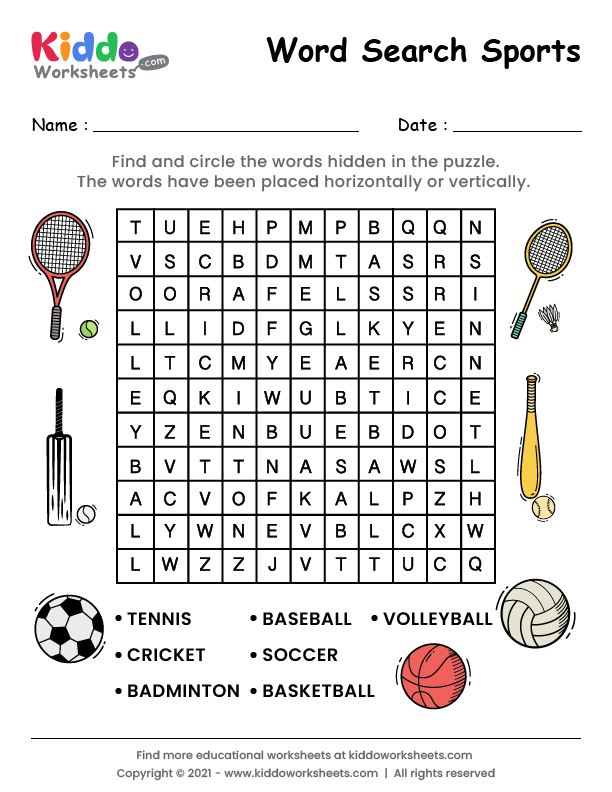 Kiddo
Worksheets.com
Word Search Sports
Name : Date :
Find and circle the words hidden in the puzzle.
The words have been placed horizontally or vertically.
T U E H P M P B Q Q N
V S C B D M T A S R S
O O R A F E L S S R I
L L I D F G L K Y E N
L T C M Y E A E R C N
E Q K I W U B T I C E
Y Z E N B U E B D O T
B V T T N A S A W S L
A C V O F K A L P Z H
L Y W N E V B L C X W
L W Z Z J V T T U C Q
• TENNIS • BASEBALL • VOLLEYBALL
• CRICKET • SOCCER
• BADMINTON • BASKETBALL
Find more educational worksheets at kiddoworksheets.com
Copyright © 2021 - www.kiddoworksheets.com | All rights reserved